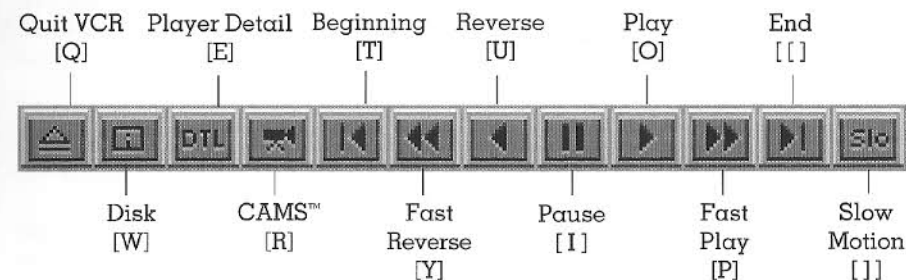 Quit VCR Player Detail Beginning Reverse Play End
[Q] [E] [T] [U] [O] [[]
DTL Slo
Disk CAMS™ Fast Pause Fast Slow
[W] [R] Reverse [I] Play Motion
[Y] [P] []]